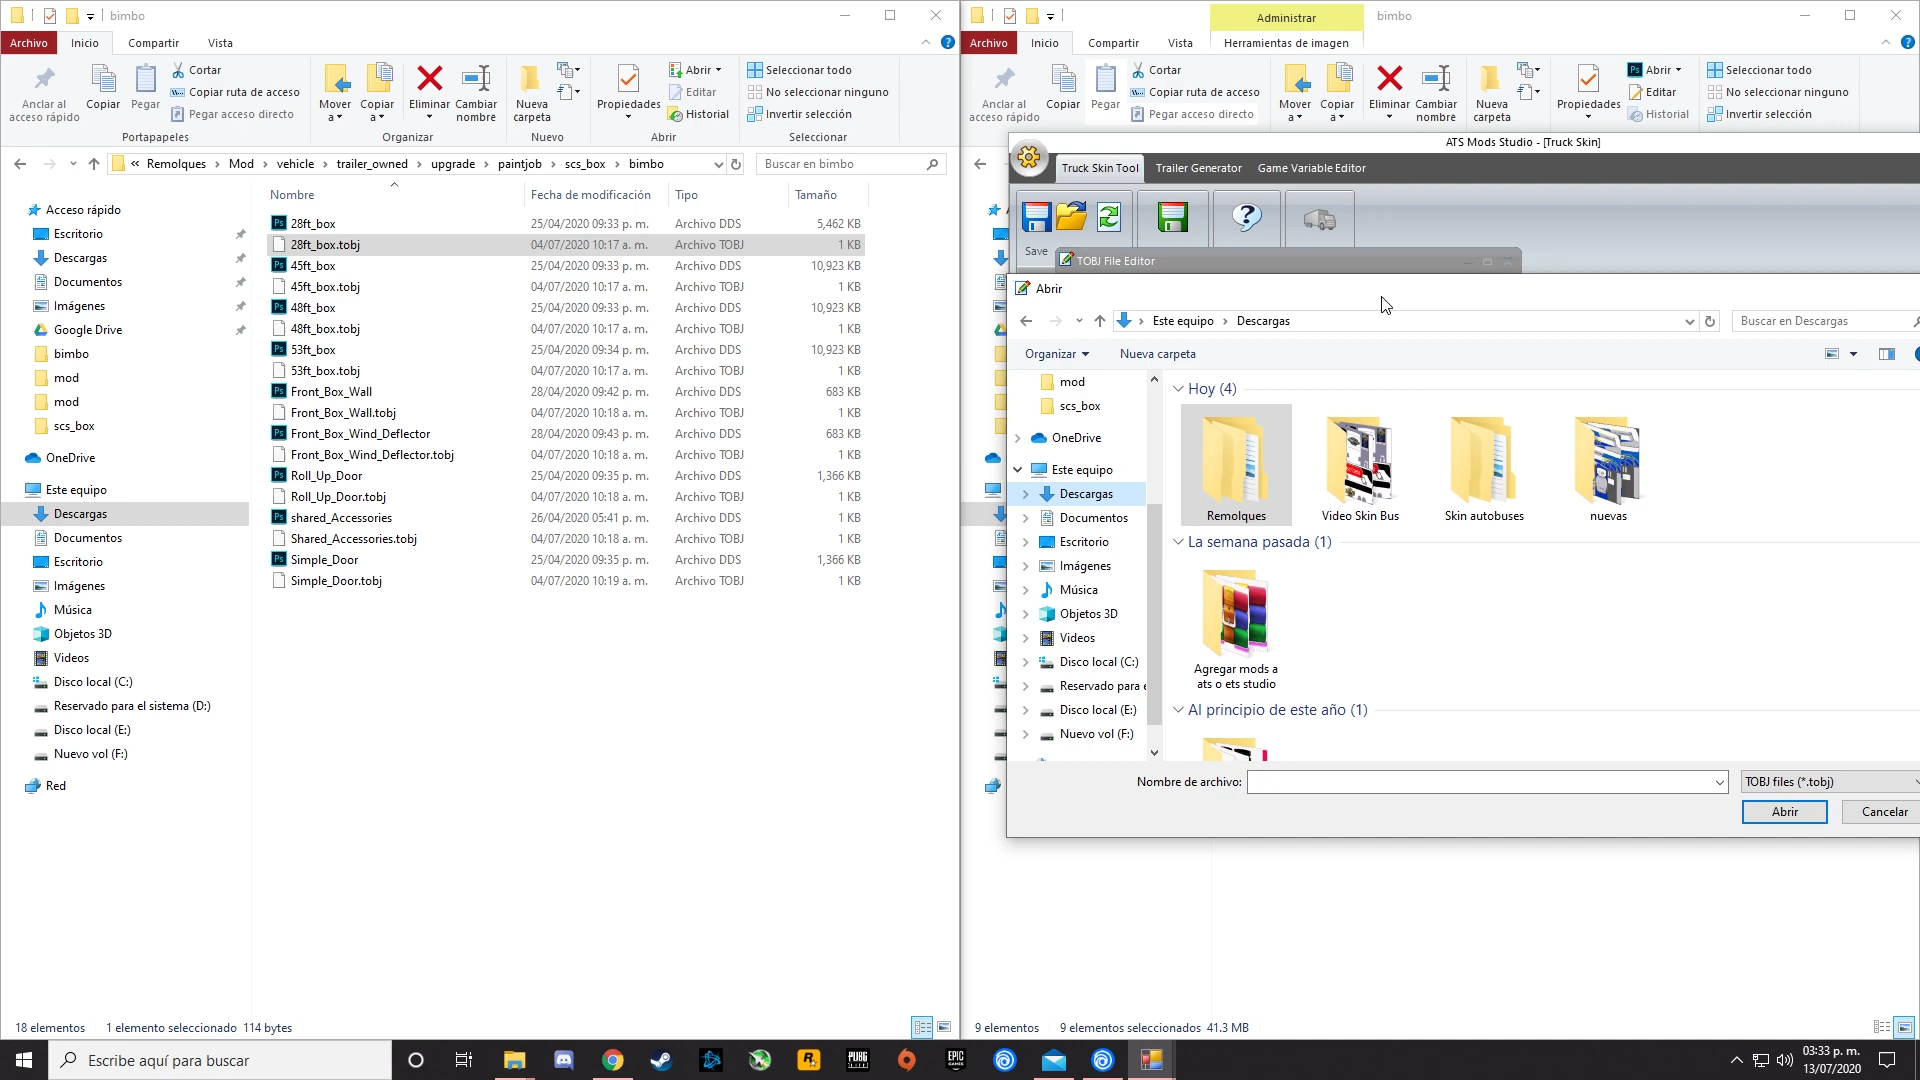 bimbo
Archivo Inicio Compartir Vista
Anclar al acceso rápido
Copiar
Pegar
Cortar
Copiar ruta de acceso
Pegar acceso directo
Mover a
Copiar a
Eliminar
Cambiar nombre
Nueva carpeta
Propiedades
Abrir
Editar
Historial
Seleccionar todo
No seleccionar ninguno
Invertir selección
Portapapeles Organizar Nuevo Abrir Seleccionar
« Remolques > Mod > vehicle > trailer_owned > upgrade > paintjob > scs_box > bimbo
Buscar en bimbo
Nombre Fecha de modificación Tipo Tamaño
28ft_box 25/04/2020 09:33 p. m. Archivo DDS 5,462 KB
28ft_box.tobj 04/07/2020 10:17 a. m. Archivo TOBJ 1 KB
45ft_box 25/04/2020 09:33 p. m. Archivo DDS 10,923 KB
45ft_box.tobj 04/07/2020 10:17 a. m. Archivo TOBJ 1 KB
48ft_box 25/04/2020 09:33 p. m. Archivo DDS 10,923 KB
48ft_box.tobj 04/07/2020 10:17 a. m. Archivo TOBJ 1 KB
53ft_box 25/04/2020 09:34 p. m. Archivo DDS 10,923 KB
53ft_box.tobj 04/07/2020 10:17 a. m. Archivo TOBJ 1 KB
Front_Box_Wall 28/04/2020 09:42 p. m. Archivo DDS 683 KB
Front_Box_Wall.tobj 04/07/2020 10:18 a. m. Archivo TOBJ 1 KB
Front_Box_Wind_Deflector 28/04/2020 09:43 p. m. Archivo DDS 683 KB
Front_Box_Wind_Deflector.tobj 04/07/2020 10:18 a. m. Archivo TOBJ 1 KB
Roll_Up_Door 25/04/2020 09:35 p. m. Archivo DDS 1,366 KB
Roll_Up_Door.tobj 04/07/2020 10:18 a. m. Archivo TOBJ 1 KB
shared_Accessories 26/04/2020 05:41 p. m. Archivo DDS 1,366 KB
Shared_Accessories.tobj 04/07/2020 10:18 a. m. Archivo TOBJ 1 KB
Simple_Door 25/04/2020 09:35 p. m. Archivo DDS 1,366 KB
Simple_Door.tobj 04/07/2020 10:19 a. m. Archivo TOBJ 1 KB
Acceso rápido
Escritorio
Descargas
Documentos
Imágenes
Google Drive
bimbo
mod
mod
scs_box
OneDrive
Este equipo
Descargas
Documentos
Escritorio
Imágenes
Música
Objetos 3D
Videos
Disco local (C:)
Reservado para el sistema (D:)
Disco local (E:)
Nuevo vol (F:)
Red
18 elementos 1 elemento seleccionado 114 bytes
Administrar bimbo
Archivo Inicio Compartir Vista Herramientas de imagen
Anclar al acceso rápido
Copiar
Pegar
Cortar
Copiar ruta de acceso
Pegar acceso directo
Mover a
Copiar a
Eliminar
Cambiar nombre
Nueva carpeta
Propiedades
Abrir
Editar
Historial
Seleccionar todo
No seleccionar ninguno
Invertir selección
ATS Mods Studio - [Truck Skin]
Truck Skin Tool Trailer Generator Game Variable Editor
Save
TOBJ File Editor
Abrir
Este equipo > Descargas
Buscar en Descargas
Organizar Nueva carpeta
mod
scs_box
OneDrive
Este equipo
Descargas
Documentos
Escritorio
Imágenes
Música
Objetos 3D
Videos
Disco local (C:)
Reservado para e
Disco local (E:)
Nuevo vol (F:)
Hoy (4)
Remolques Video Skin Bus Skin autobuses nuevas
La semana pasada (1)
Agregar mods a
ats o ets studio
Al principio de este año (1)
Nombre de archivo: TOBJ files (*.tobj)
Abrir Cancelar
9 elementos 9 elementos seleccionados 41.3 MB
Escribe aquí para buscar
03:33 p. m.
13/07/2020